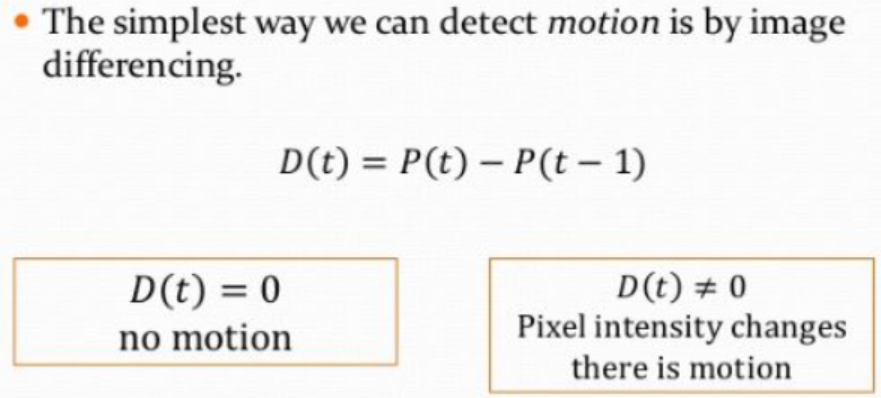 • The simplest way we can detect motion is by image
differencing.
D(t) = P(t) − P(t − 1)
D(t) = 0
no motion
D(t) ≠ 0
Pixel intensity changes
there is motion